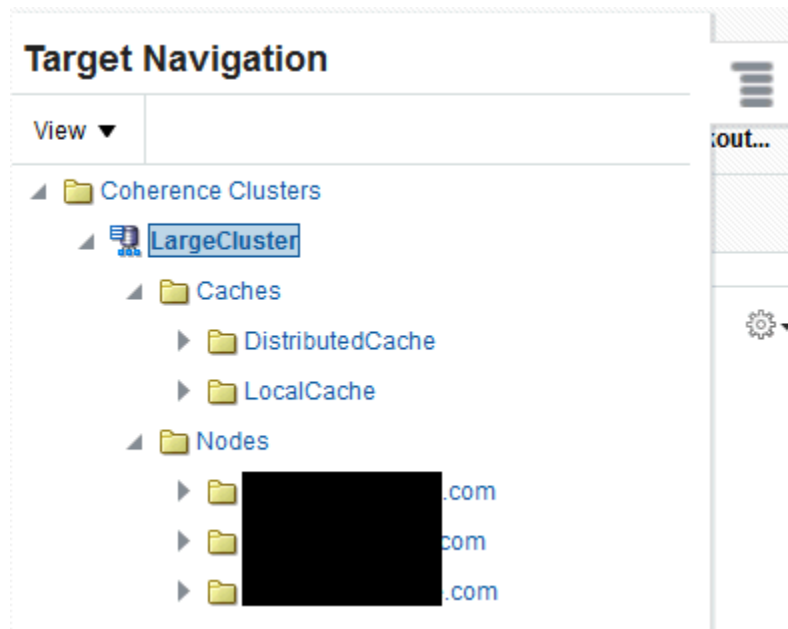 Target Navigation
View
out...
Coherence Clusters
LargeCluster
Caches
DistributedCache
LocalCache
Nodes
.com
com
.com